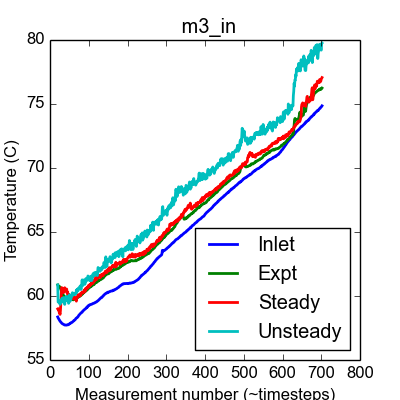 m3_in
80
75
70
65
60
55
Temperature (C)
Inlet
Expt
Steady
Unsteady
0 100 200 300 400 500 600 700 800
Measurement number (~timesteps)